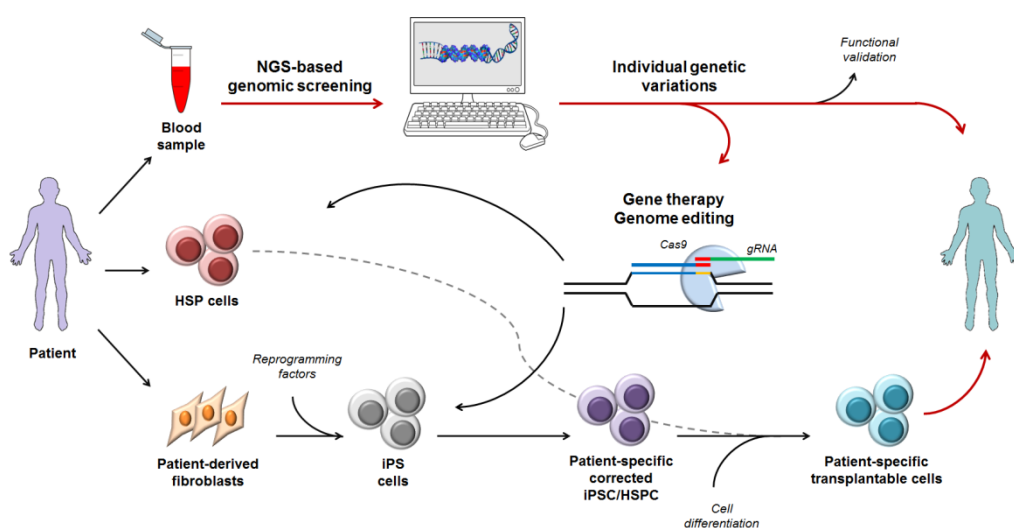 Functional
validation
NGS-based
genomic screening
Individual genetic
variations
Blood
sample
Gene therapy
Genome editing
Cas9
gRNA
HSP cells
Patient
Reprogramming
factors
Patient-derived
fibroblasts
iPS
cells
Patient-specific
corrected
iPSC/HSPC
Cell
differentiation
Patient-specific
transplantable cells